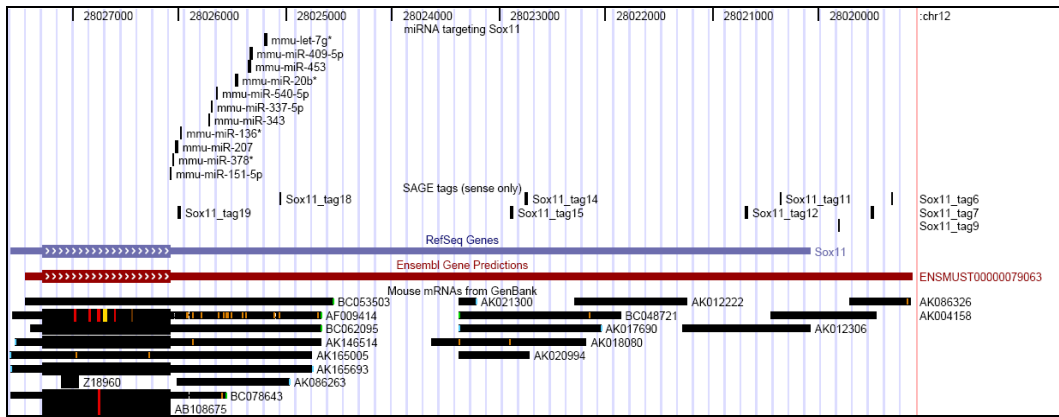 28027000 28026000 28025000 28024000 28023000 28022000 28021000 28020000 :chr12
miRNA targeting Sox11
mmu-let-7g*
mmu-miR-409-5p
mmu-miR-453
mmu-miR-20b*
mmu-miR-540-5p
mmu-miR-337-5p
mmu-miR-343
mmu-miR-136*
mmu-miR-207
mmu-miR-378*
mmu-miR-151-5p
SAGE tags (sense only)
Sox11_tag18 Sox11_tag14 Sox11_tag11 Sox11_tag6
Sox11_tag19 Sox11_tag15 Sox11_tag12 Sox11_tag7
Sox11_tag9
RefSeq Genes
Sox11
Ensembl Gene Predictions
ENSMUST00000079063
Mouse mRNAs from GenBank
BC053503 AK021300 AK012222 AK086326
AF009414 BC048721 AK004158
BC062095 AK017690 AK012306
AK146514 AK018080
AK165005 AK020994
AK165693
Z18960 AK086263
BC078643
AB108675